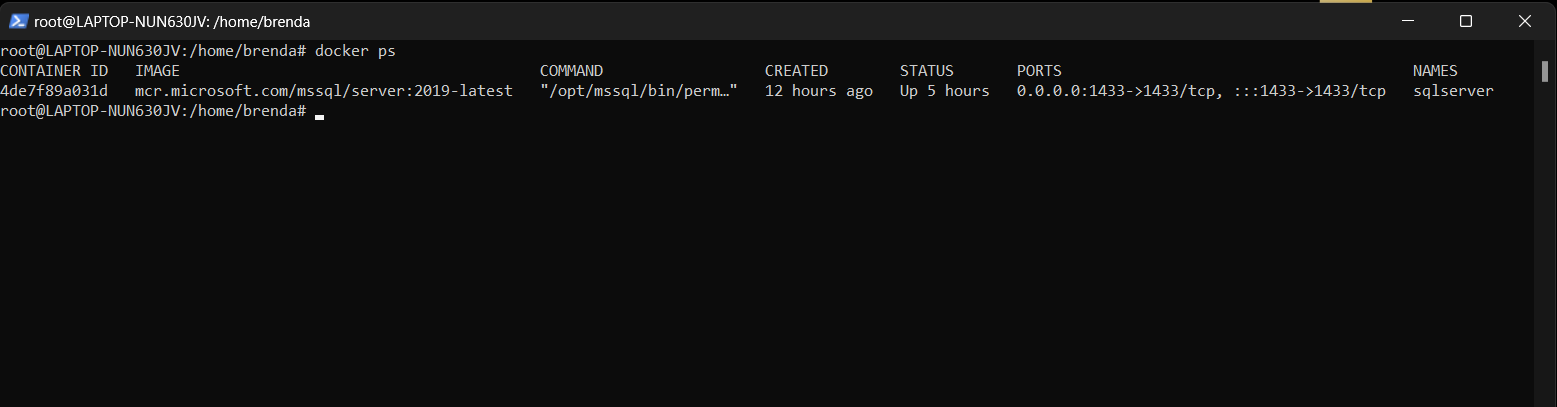 root@LAPTOP-NUN630JV: /home/brenda
root@LAPTOP-NUN630JV:/home/brenda# docker ps
CONTAINER ID   IMAGE                                        COMMAND                  CREATED        STATUS       PORTS                                       NAMES
4de7f89a031d   mcr.microsoft.com/mssql/server:2019-latest   "/opt/mssql/bin/perm…"   12 hours ago   Up 5 hours   0.0.0.0:1433->1433/tcp, :::1433->1433/tcp   sqlserver
root@LAPTOP-NUN630JV:/home/brenda#